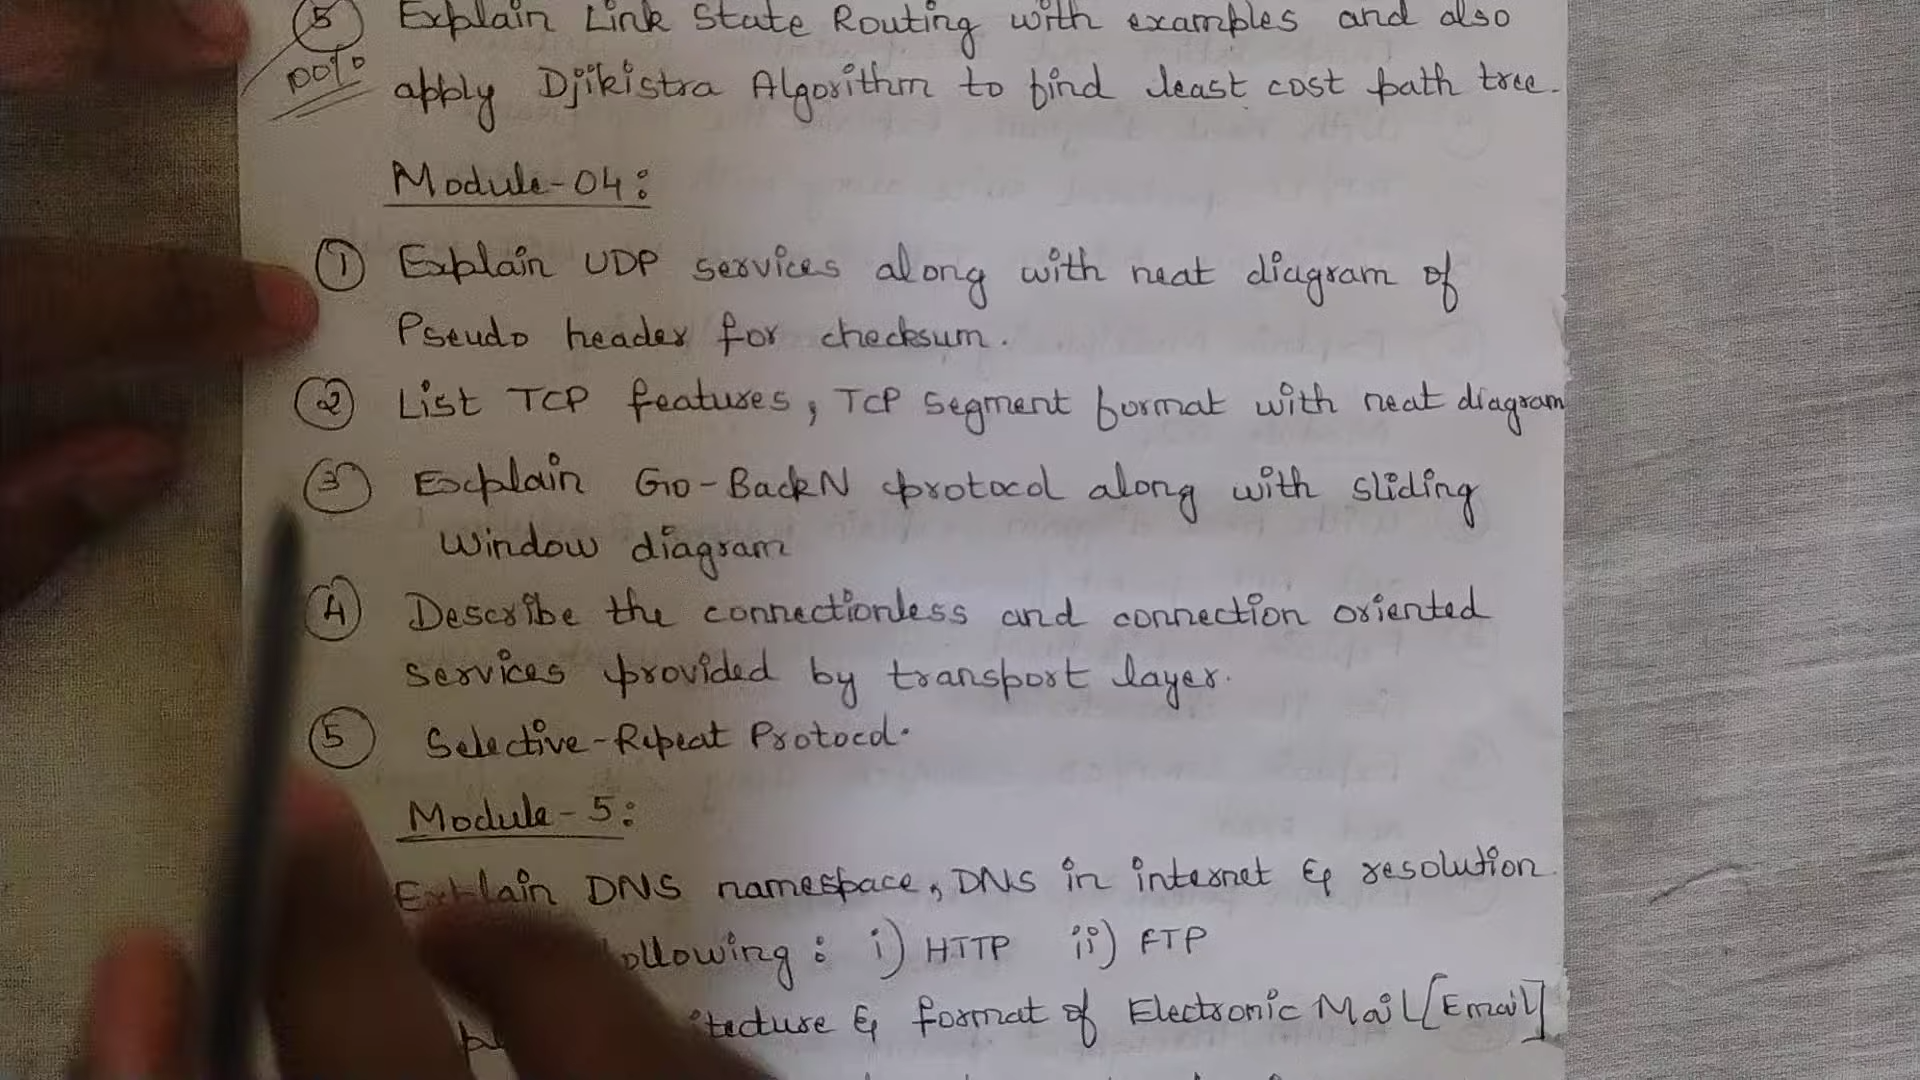 5 Explain Link State Routing with examples and also
apply Djikistra Algorithm to find least cost path tree.
Module-04:
1 Explain UDP services along with neat diagram of
Pseudo header for checksum.
2 List TCP features, TCP Segment format with neat diagram
3 Explain Go-BackN protocol along with sliding
Window diagram
4 Describe the connectionless and connection oriented
services provided by transport layer.
5 Selective-Repeat Protocol.
Module-5:
Explain DNS namespace, DNS in internet & resolution.
: i) HTTP ii) FTP
& format of Electronic Mail[Email]